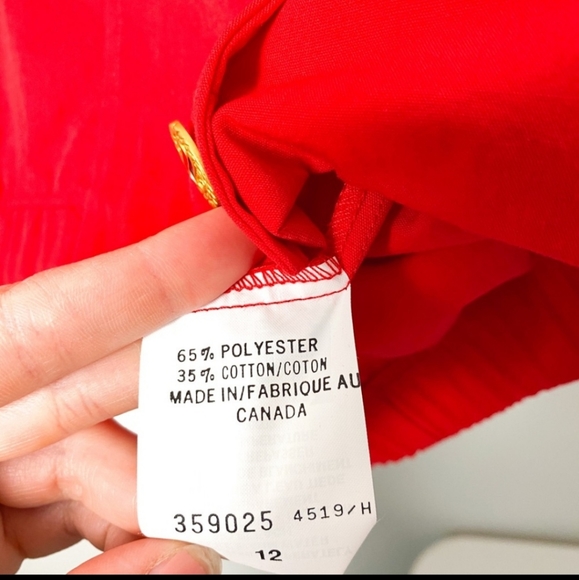 65% POLYESTER
35% COTTON/COTON
MADE IN/FABRIQUE AU
CANADA
359025 4519/H
12